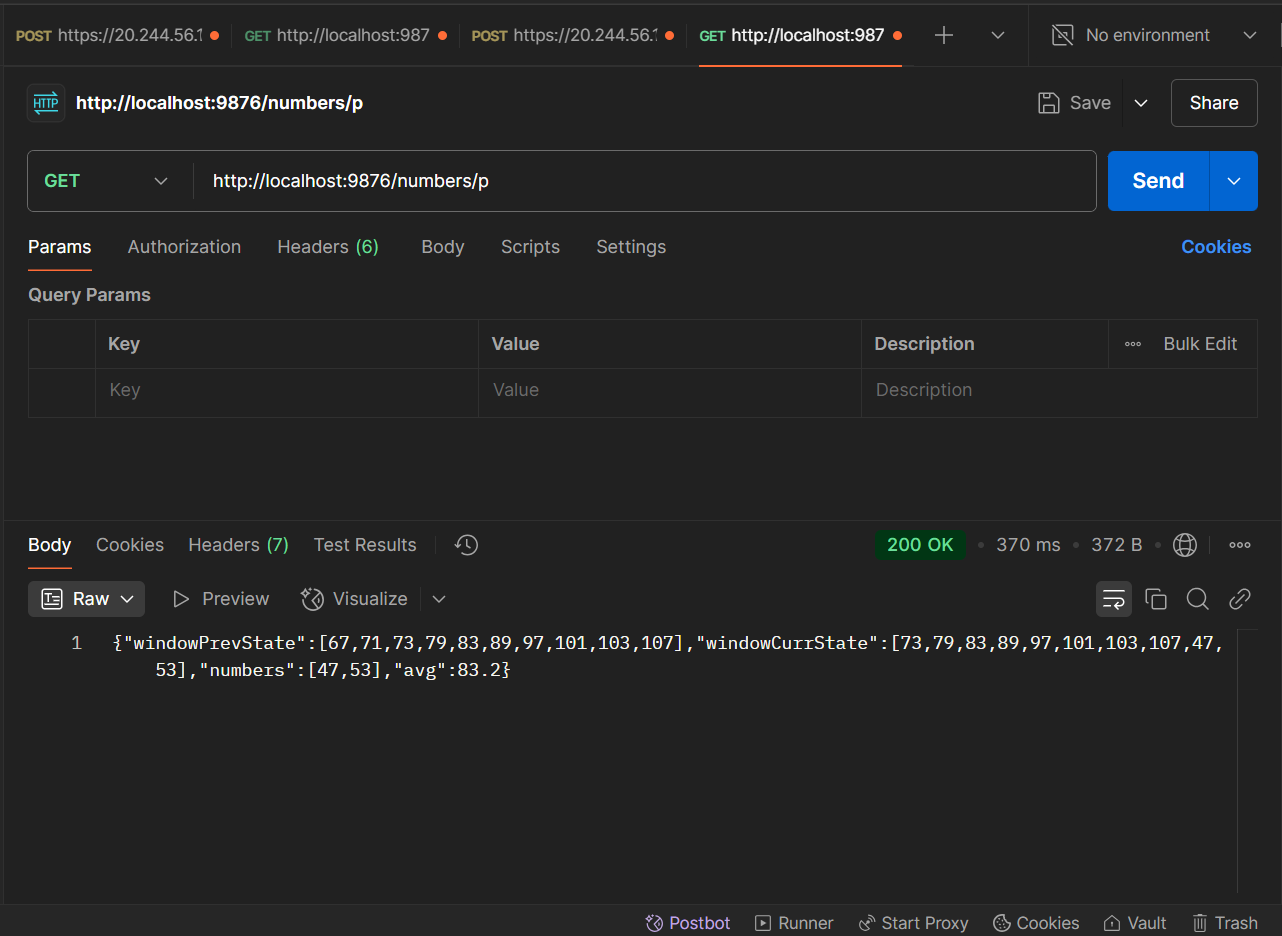 POST https://20.244.56.1 GET http://localhost:987 POST https://20.244.56.1 GET http://localhost:987 No environment
HTTP http://localhost:9876/numbers/p Save Share
GET http://localhost:9876/numbers/p Send
Params Authorization Headers (6) Body Scripts Settings Cookies
Query Params
Key Value Description Bulk Edit
Key Value Description
Body Cookies Headers (7) Test Results 200 OK • 370 ms • 372 B •
Raw Preview Visualize
1 {"windowPrevState":[67,71,73,79,83,89,97,101,103,107],"windowCurrState":[73,79,83,89,97,101,103,107,47,
53],"numbers":[47,53],"avg":83.2}
Postbot Runner Start Proxy Cookies Vault Trash